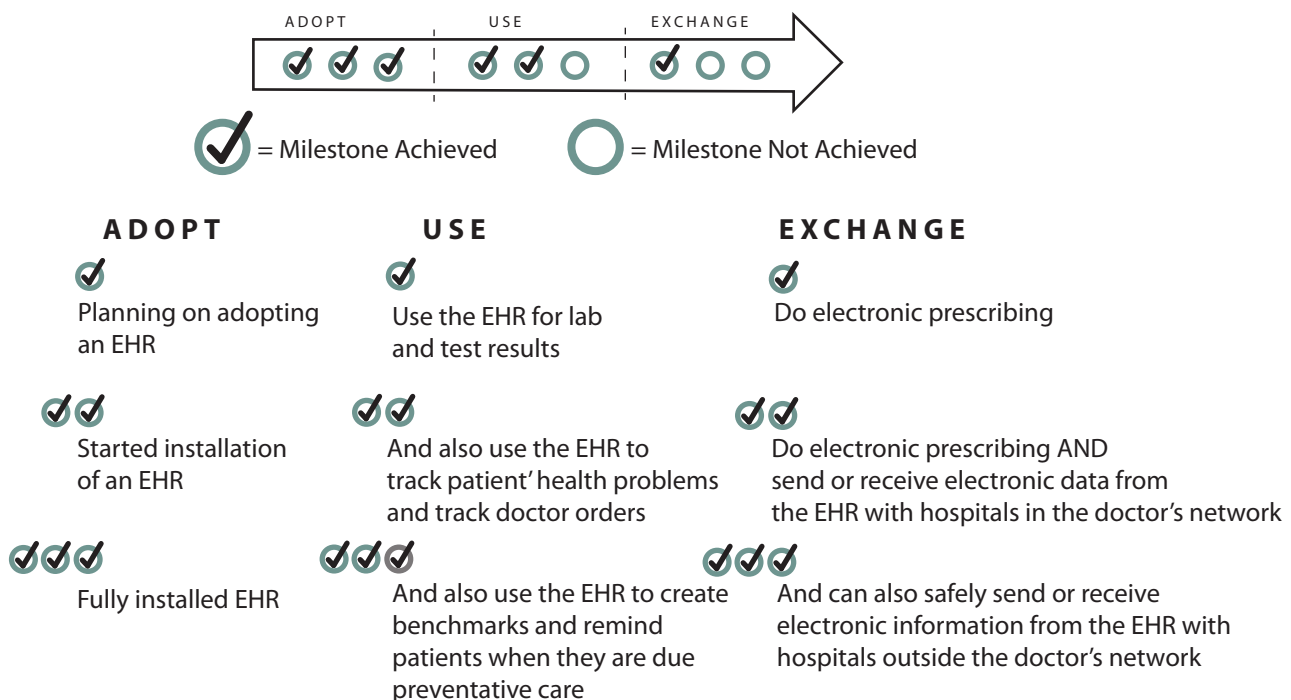 ADOPT USE EXCHANGE
= Milestone Achieved = Milestone Not Achieved
ADOPT
Planning on adopting
an EHR
Started installation
of an EHR
Fully installed EHR
USE
Use the EHR for lab
and test results
And also use the EHR to
track patient' health problems
and track doctor orders
And also use the EHR to create
benchmarks and remind
patients when they are due
preventative care
EXCHANGE
Do electronic prescribing
Do electronic prescribing AND
send or receive electronic data from
the EHR with hospitals in the doctor's network
And can also safely send or receive
electronic information from the EHR with
hospitals outside the doctor's network